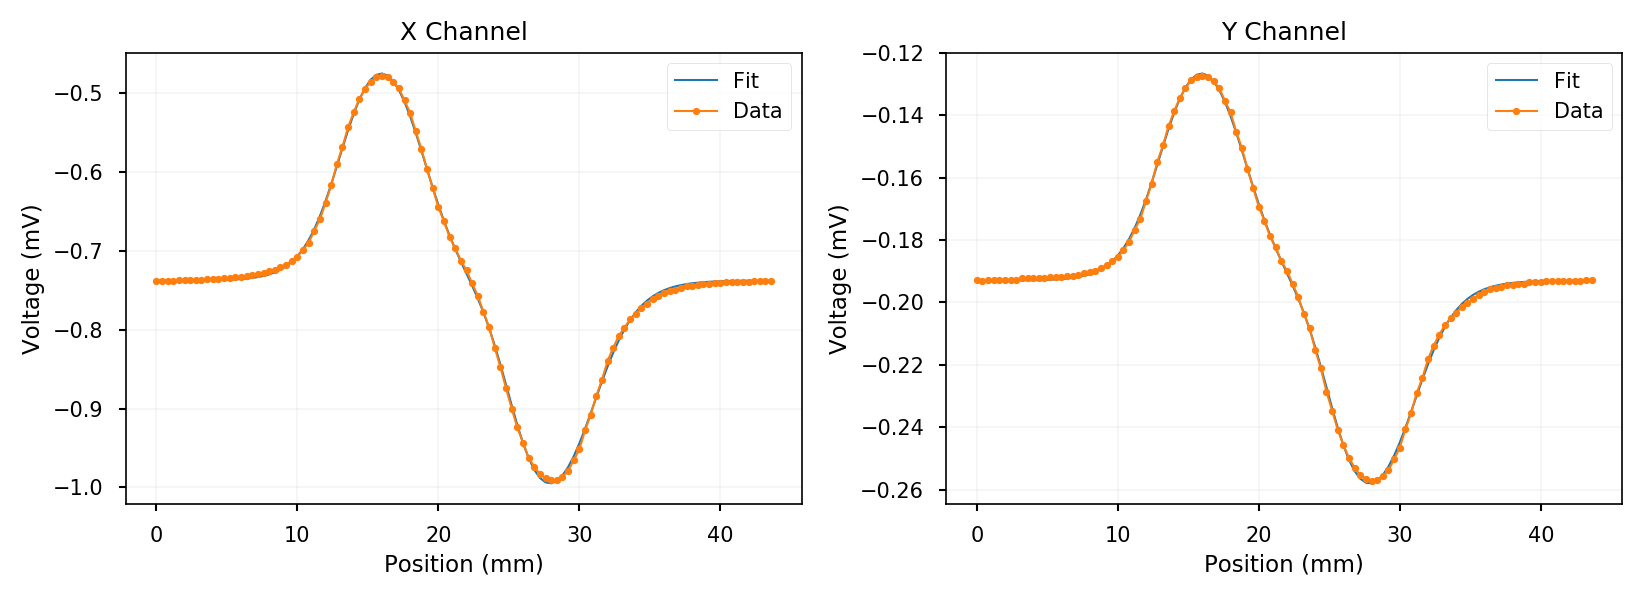 X Channel
Fit
Data
−0.5
−0.6
−0.7
−0.8
−0.9
−1.0
Voltage (mV)
0 10 20 30 40
Position (mm)
Y Channel
Fit
Data
−0.12
−0.14
−0.16
−0.18
−0.20
−0.22
−0.24
−0.26
Voltage (mV)
0 10 20 30 40
Position (mm)